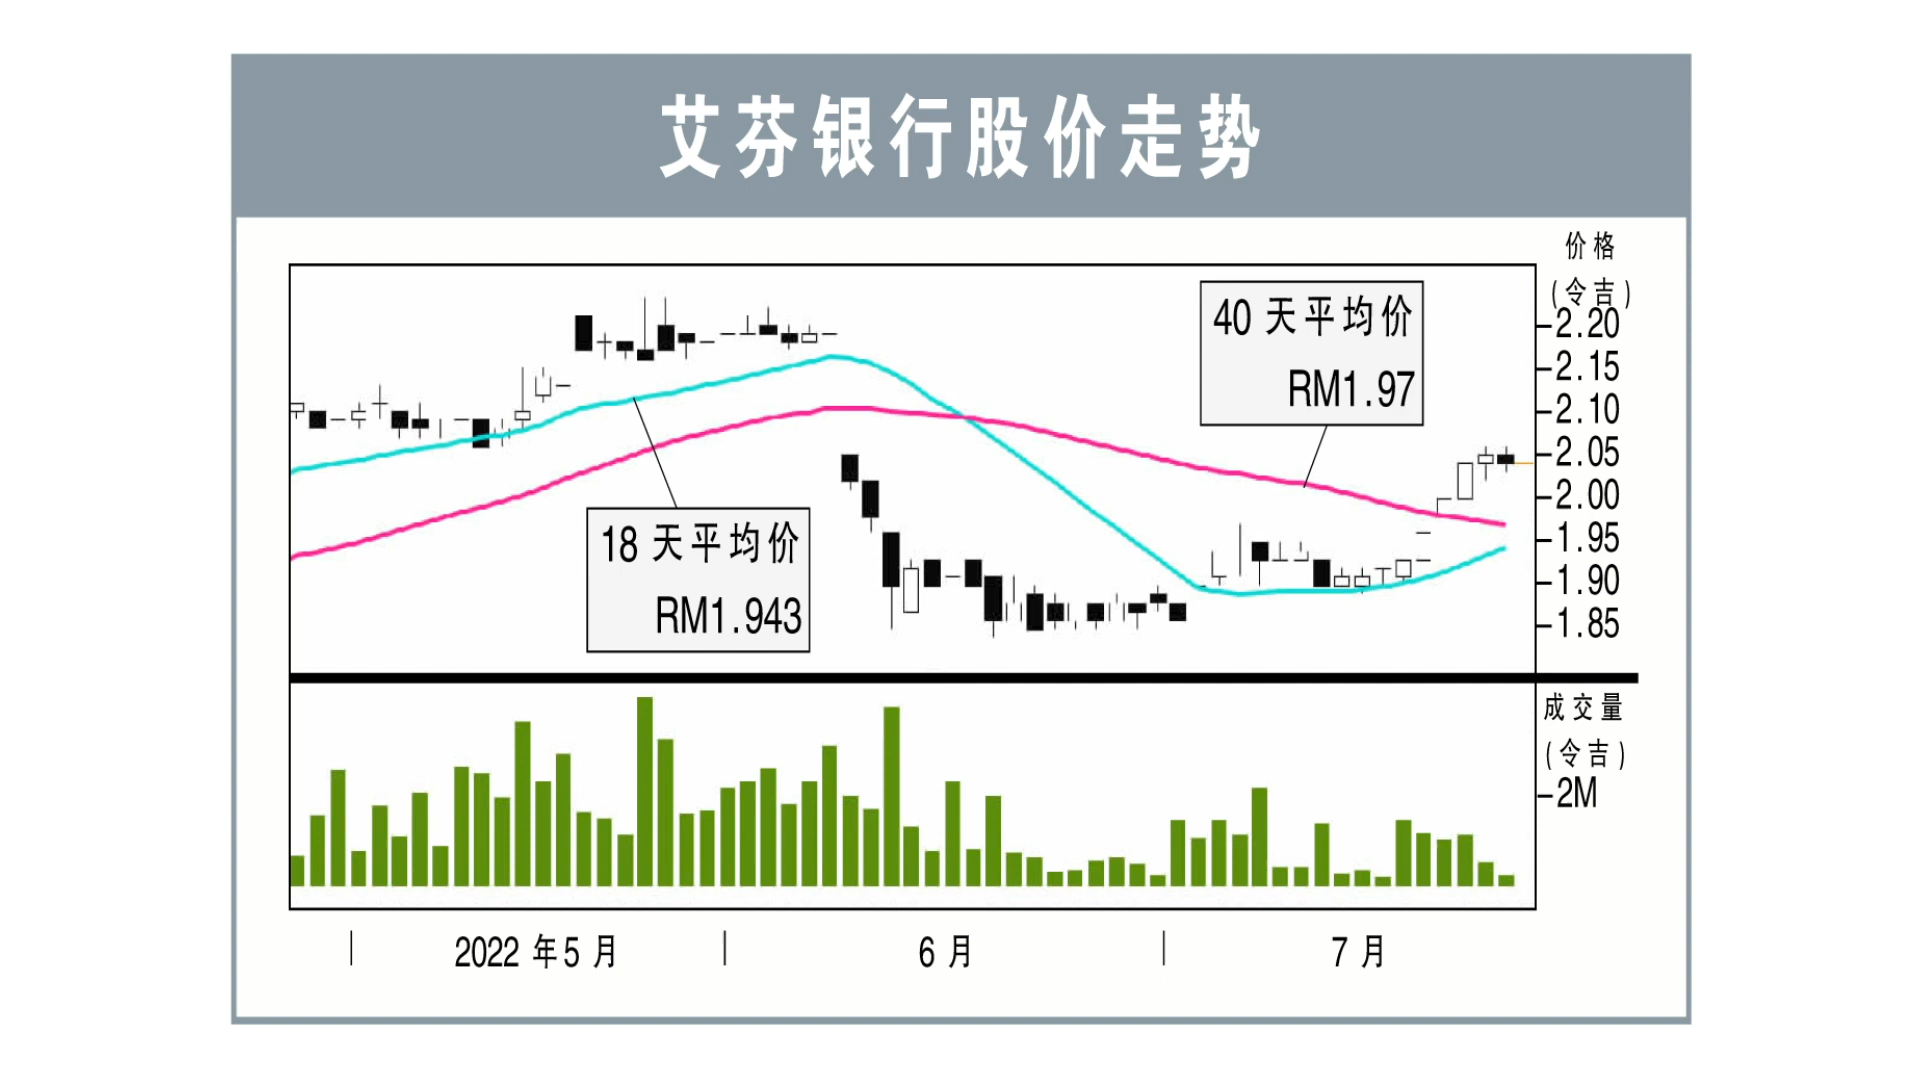 艾芬银行股价走势
价格
(令吉)
2.20
2.15
2.10
2.05
2.00
1.95
1.90
1.85
40 天平均价
RM1.97
18 天平均价
RM1.943
成交量
(令吉)
2M
2022 年 5 月
6 月
7 月